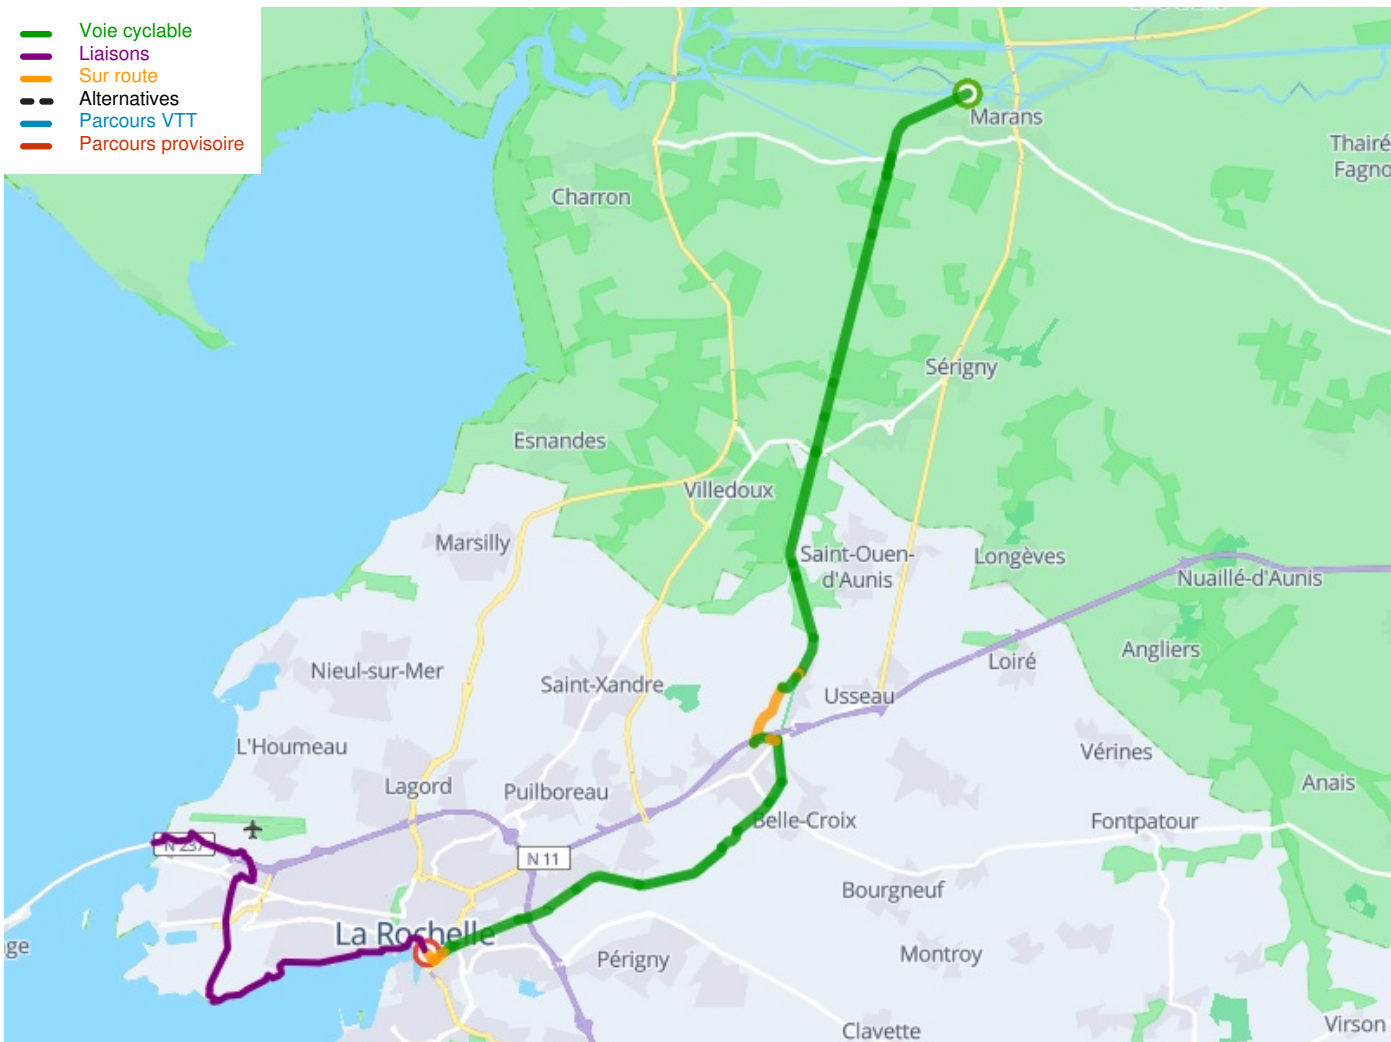 Voie cyclable
Liaisons
Sur route
Alternatives
Parcours VTT
Parcours provisoire
Marans
Thairé
Fagno
Charron
Sérigny
Esnandes
Villedoux
Marsilly
Saint-Ouen-
d'Aunis
Longèves
Nuaillé-d'Aunis
Angliers
Loiré
Nieul-sur-Mer
Saint-Xandre
Usseau
L'Houmeau
Vérines
Anais
Lagord
Puilboreau
Belle-Croix
Fontpatour
N 237
N 11
Bourgneuf
La Rochelle
ge
Périgny
Montroy
Clavette
Virson